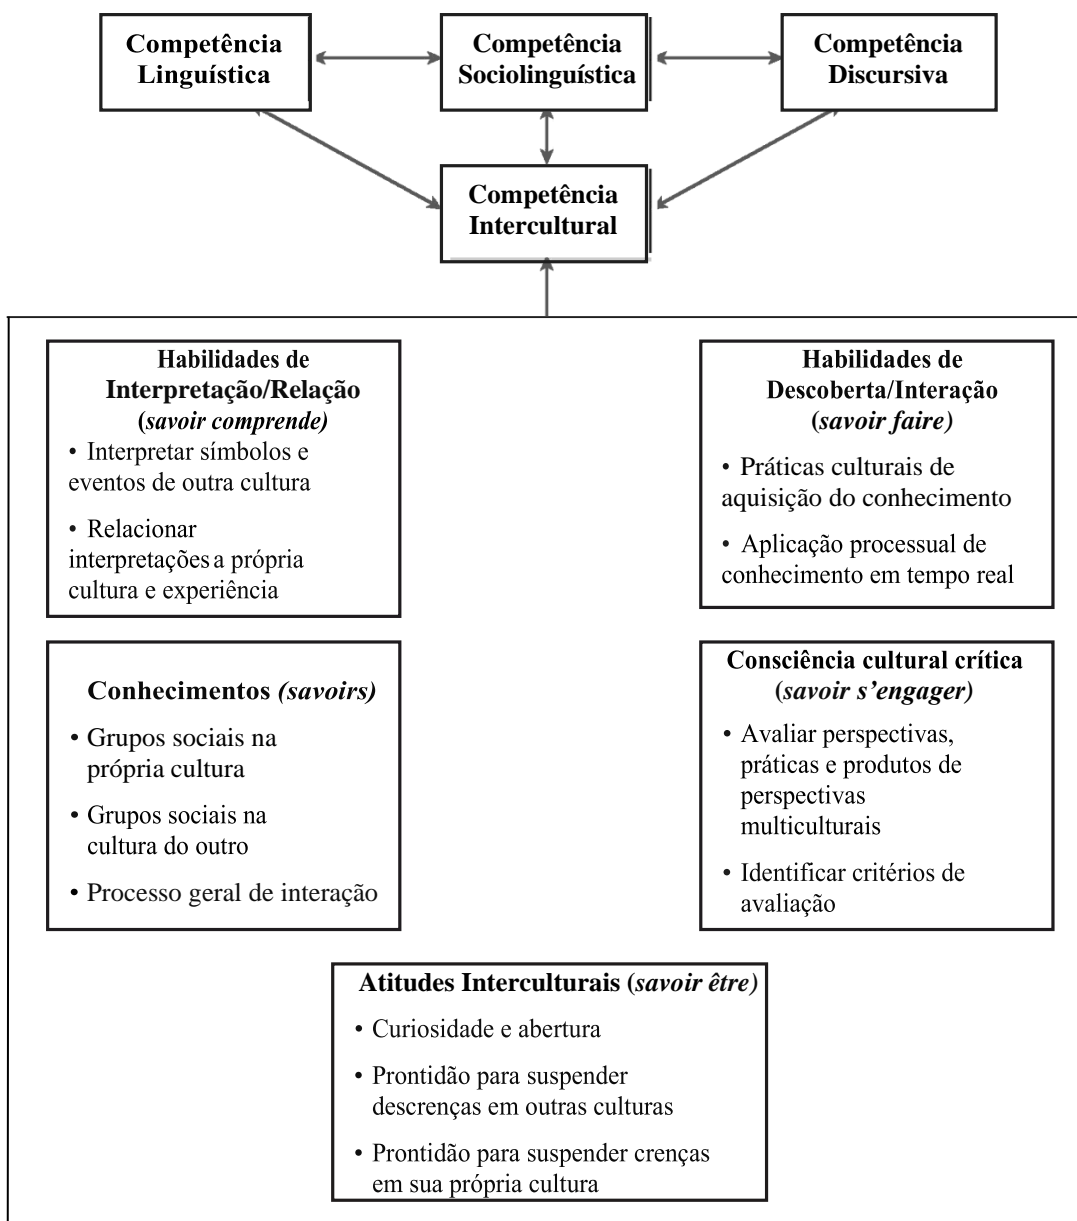 Competência
Linguística
Competência
Sociolinguística
Competência
Discursiva
Competência
Intercultural
Habilidades de
Interpretação/Relação
(savoir comprende)
• Interpretar símbolos e
eventos de outra cultura
• Relacionar
interpretações a própria
cultura e experiência
Habilidades de
Descoberta/Interação
(savoir faire)
• Práticas culturais de
aquisição do conhecimento
• Aplicação processual de
conhecimento em tempo real
Conhecimentos (savoirs)
• Grupos sociais na
própria cultura
• Grupos sociais na
cultura do outro
• Processo geral de interação
Consciência cultural crítica
(savoir s’engager)
• Avaliar perspectivas,
práticas e produtos de
perspectivas
multiculturais
• Identificar critérios de
avaliação
Atitudes Interculturais (savoir être)
• Curiosidade e abertura
• Prontidão para suspender
descrenças em outras culturas
• Prontidão para suspender crenças
em sua própria cultura